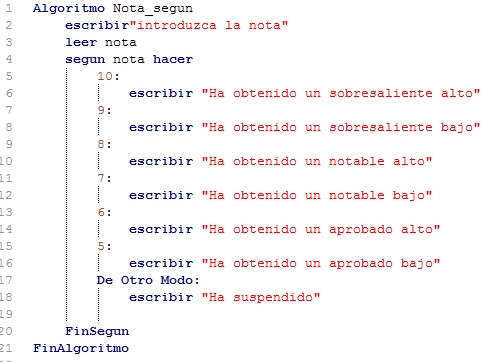 1 Algoritmo Nota_segun
2 escribir"introduzca la nota"
3 leer nota
4 segun nota hacer
5 10:
6 escribir "Ha obtenido un sobresaliente alto"
7 9:
8 escribir "Ha obtenido un sobresaliente bajo"
9 8:
10 escribir "Ha obtenido un notable alto"
11 7:
12 escribir "Ha obtenido un notable bajo"
13 6:
14 escribir "Ha obtenido un aprobado alto"
15 5:
16 escribir "Ha obtenido un aprobado bajo"
17 De Otro Modo:
18 escribir "Ha suspendido"
19
20 FinSegun
21 FinAlgoritmo